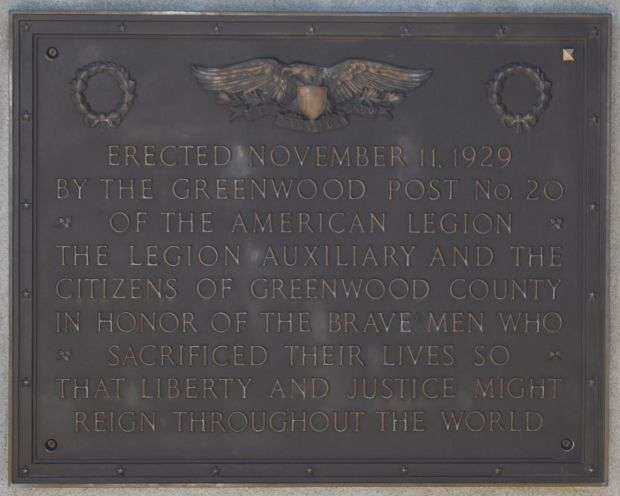 ERECTED NOVEMBER 11, 1929
BY THE GREENWOOD POST No. 20
OF THE AMERICAN LEGION
THE LEGION AUXILIARY AND THE
CITIZENS OF GREENWOOD COUNTY
IN HONOR OF THE BRAVE MEN WHO
SACRIFICED THEIR LIVES SO
THAT LIBERTY AND JUSTICE MIGHT
REIGN THROUGHOUT THE WORLD